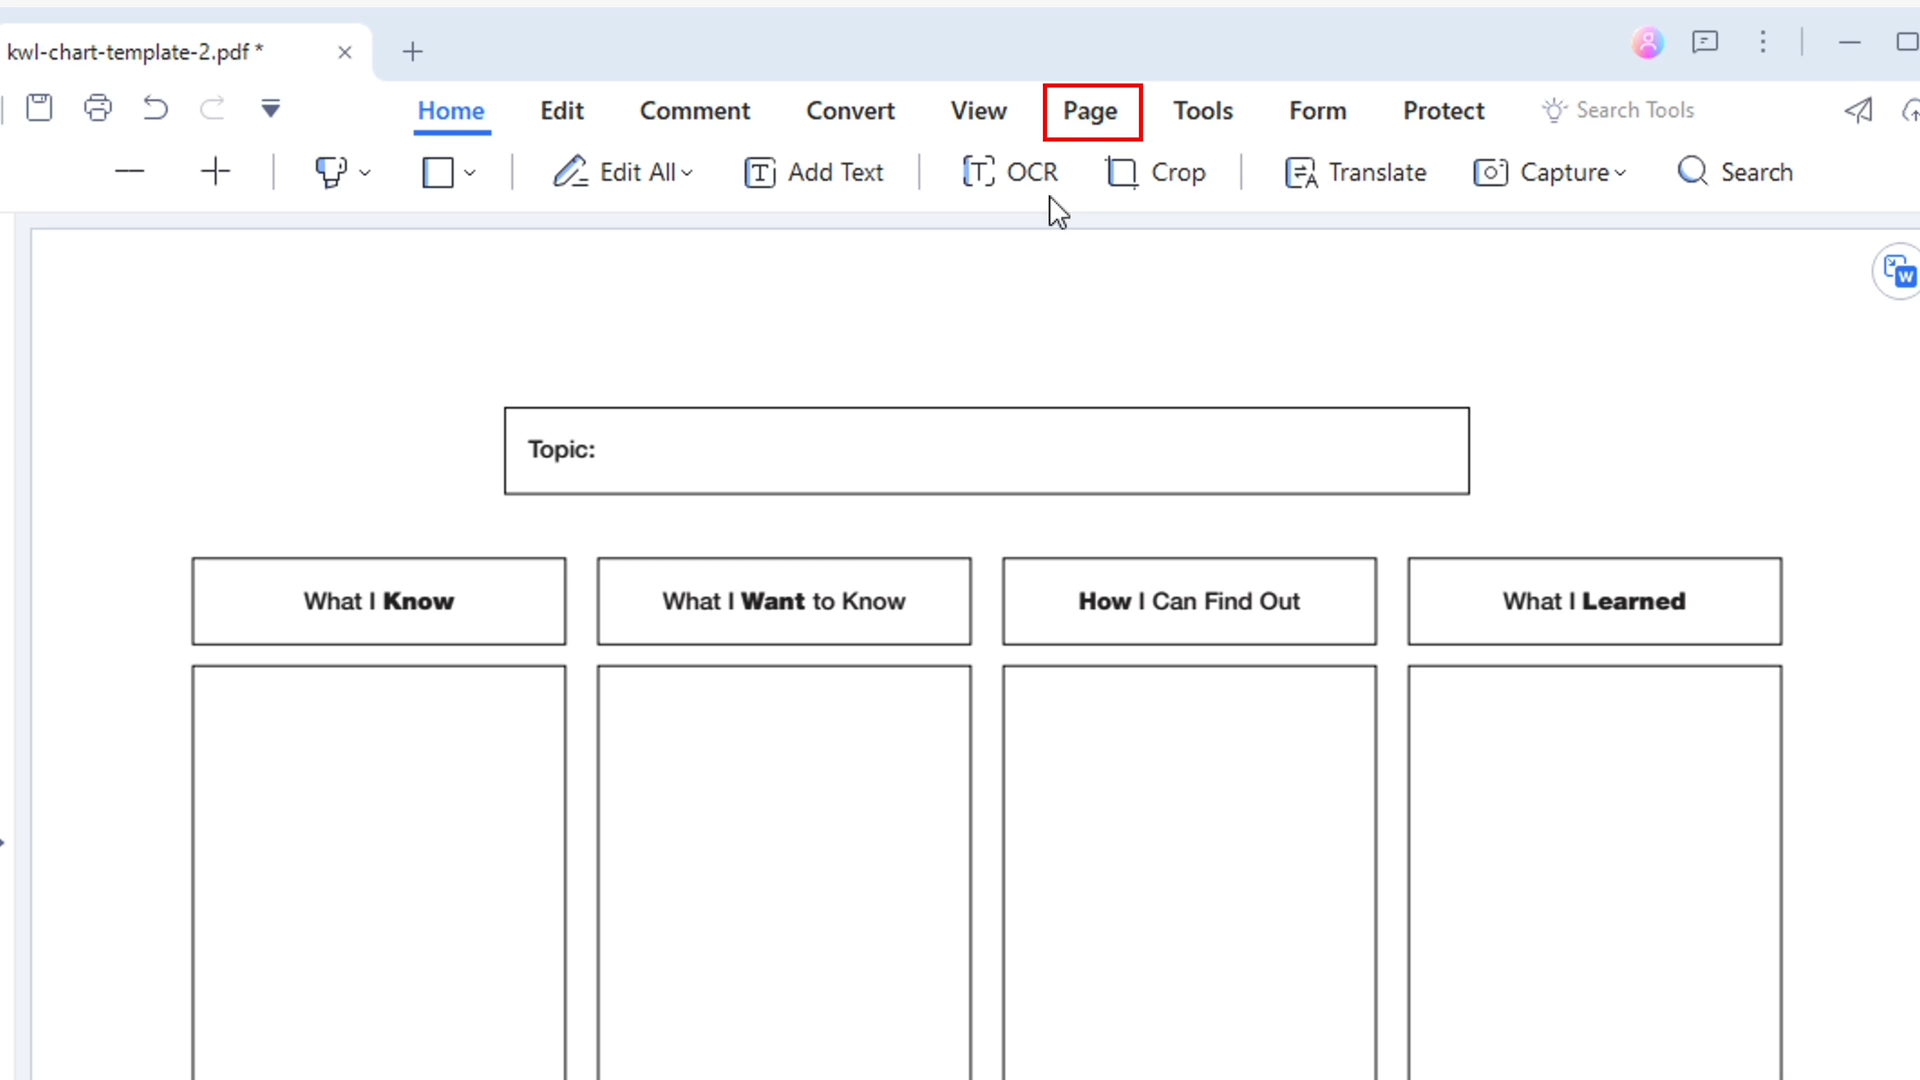 kwl-chart-template-2.pdf *
Home Edit Comment Convert View Page Tools Form Protect Search Tools
Edit All Add Text OCR Crop Translate Capture Search
W
Topic:
What I Know What I Want to Know How I Can Find Out What I Learned